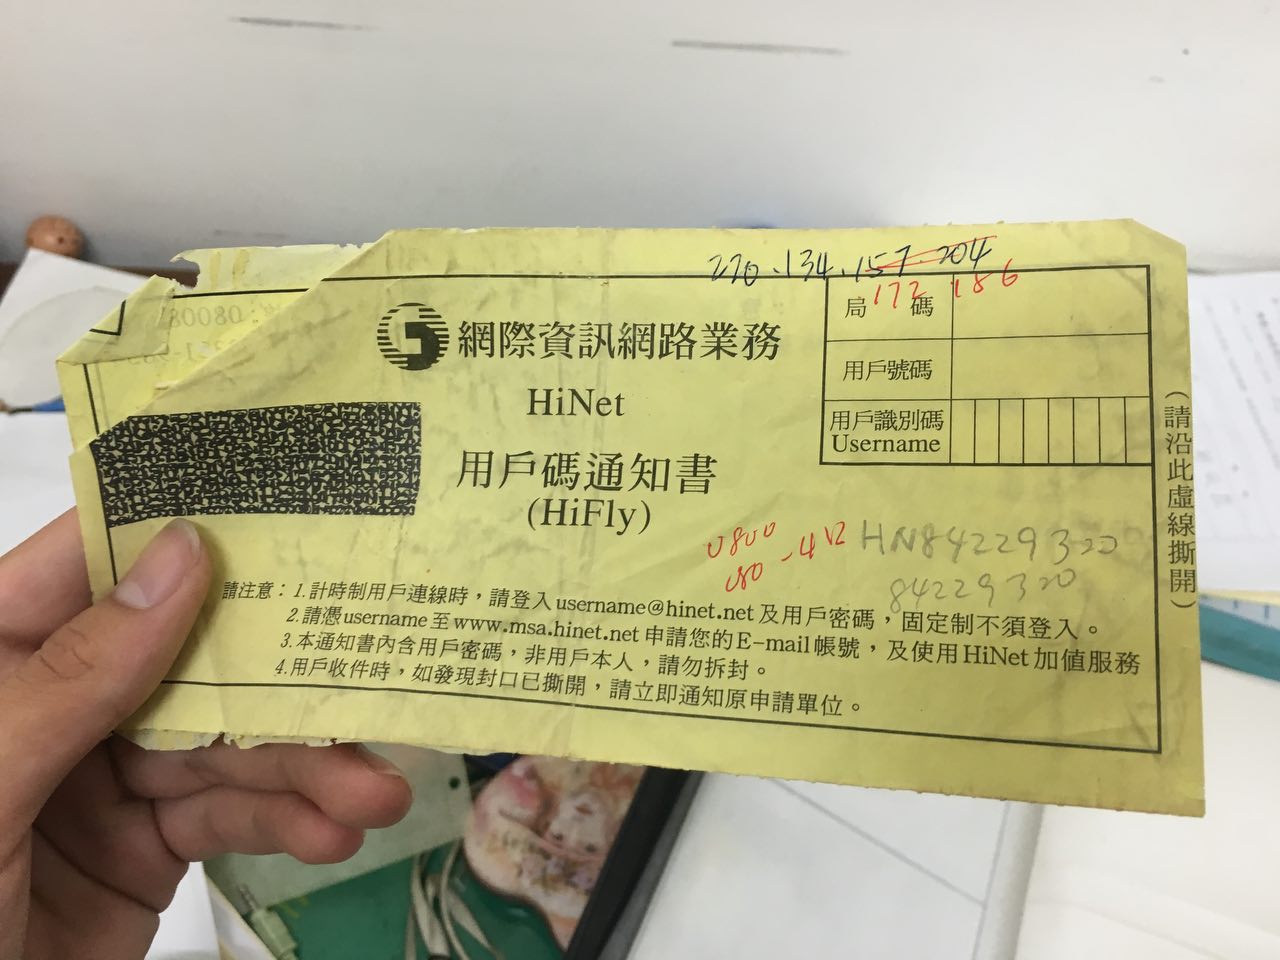 220.134.157 204
172 186
局 碼
網際資訊網路業務
用戶號碼
HiNet
用戶識別碼
Username
用戶碼通知書
(HiFly)
(請沿此虛線撕開)
0800
080-412
HN84229320
84229320
請注意：1.計時制用戶連線時，請登入username@hinet.net及用戶密碼，固定制不須登入。
2.請憑username至www.msa.hinet.net申請您的E-mail帳號，及使用HiNet加值服務
3.本通知書內含用戶密碼，非用戶本人，請勿拆封。
4.用戶收件時，如發現封口已撕開，請立即通知原申請單位。